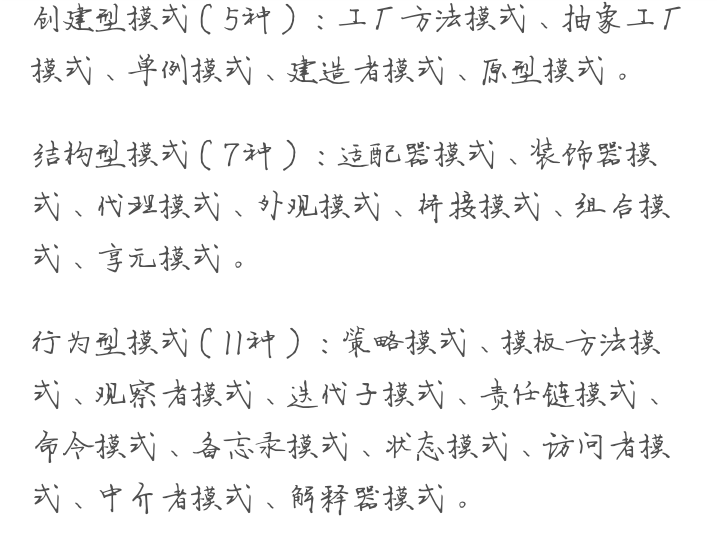 创建型模式(5种)：工厂方法模式、抽象工厂
模式、单例模式、建造者模式、原型模式。
结构型模式(7种)：适配器模式、装饰器模
式、代理模式、外观模式、桥接模式、组合模
式、享元模式。
行为型模式(11种)：策略模式、模板方法模
式、观察者模式、迭代子模式、责任链模式、
命令模式、备忘录模式、状态模式、访问者模
式、中介者模式、解释器模式。